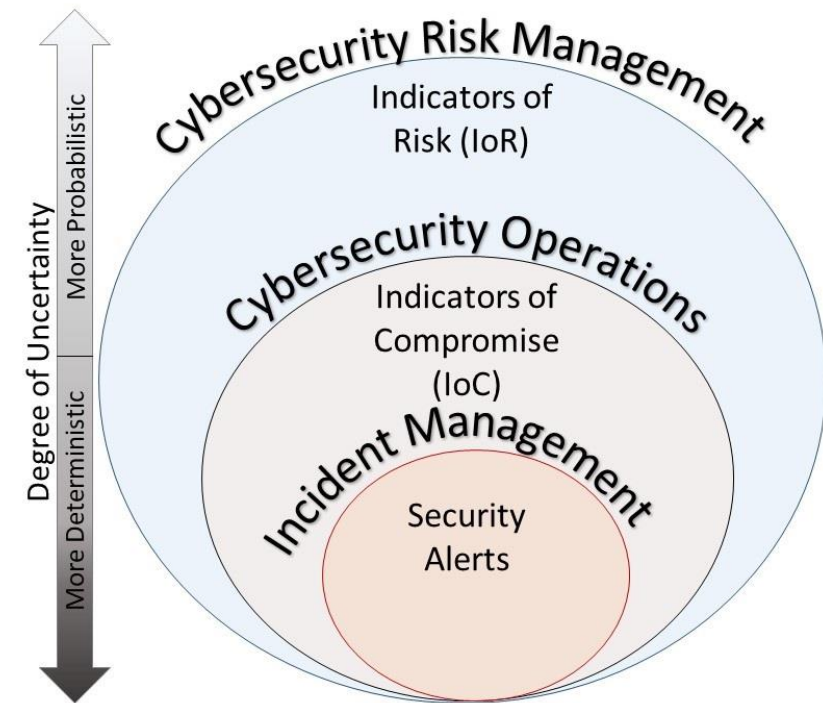 Degree of Uncertainty
More Probabilistic
More Deterministic
Cybersecurity Risk Management
Indicators of
Risk (IoR)
Cybersecurity Operations
Indicators of
Compromise
(IoC)
Incident Management
Security
Alerts